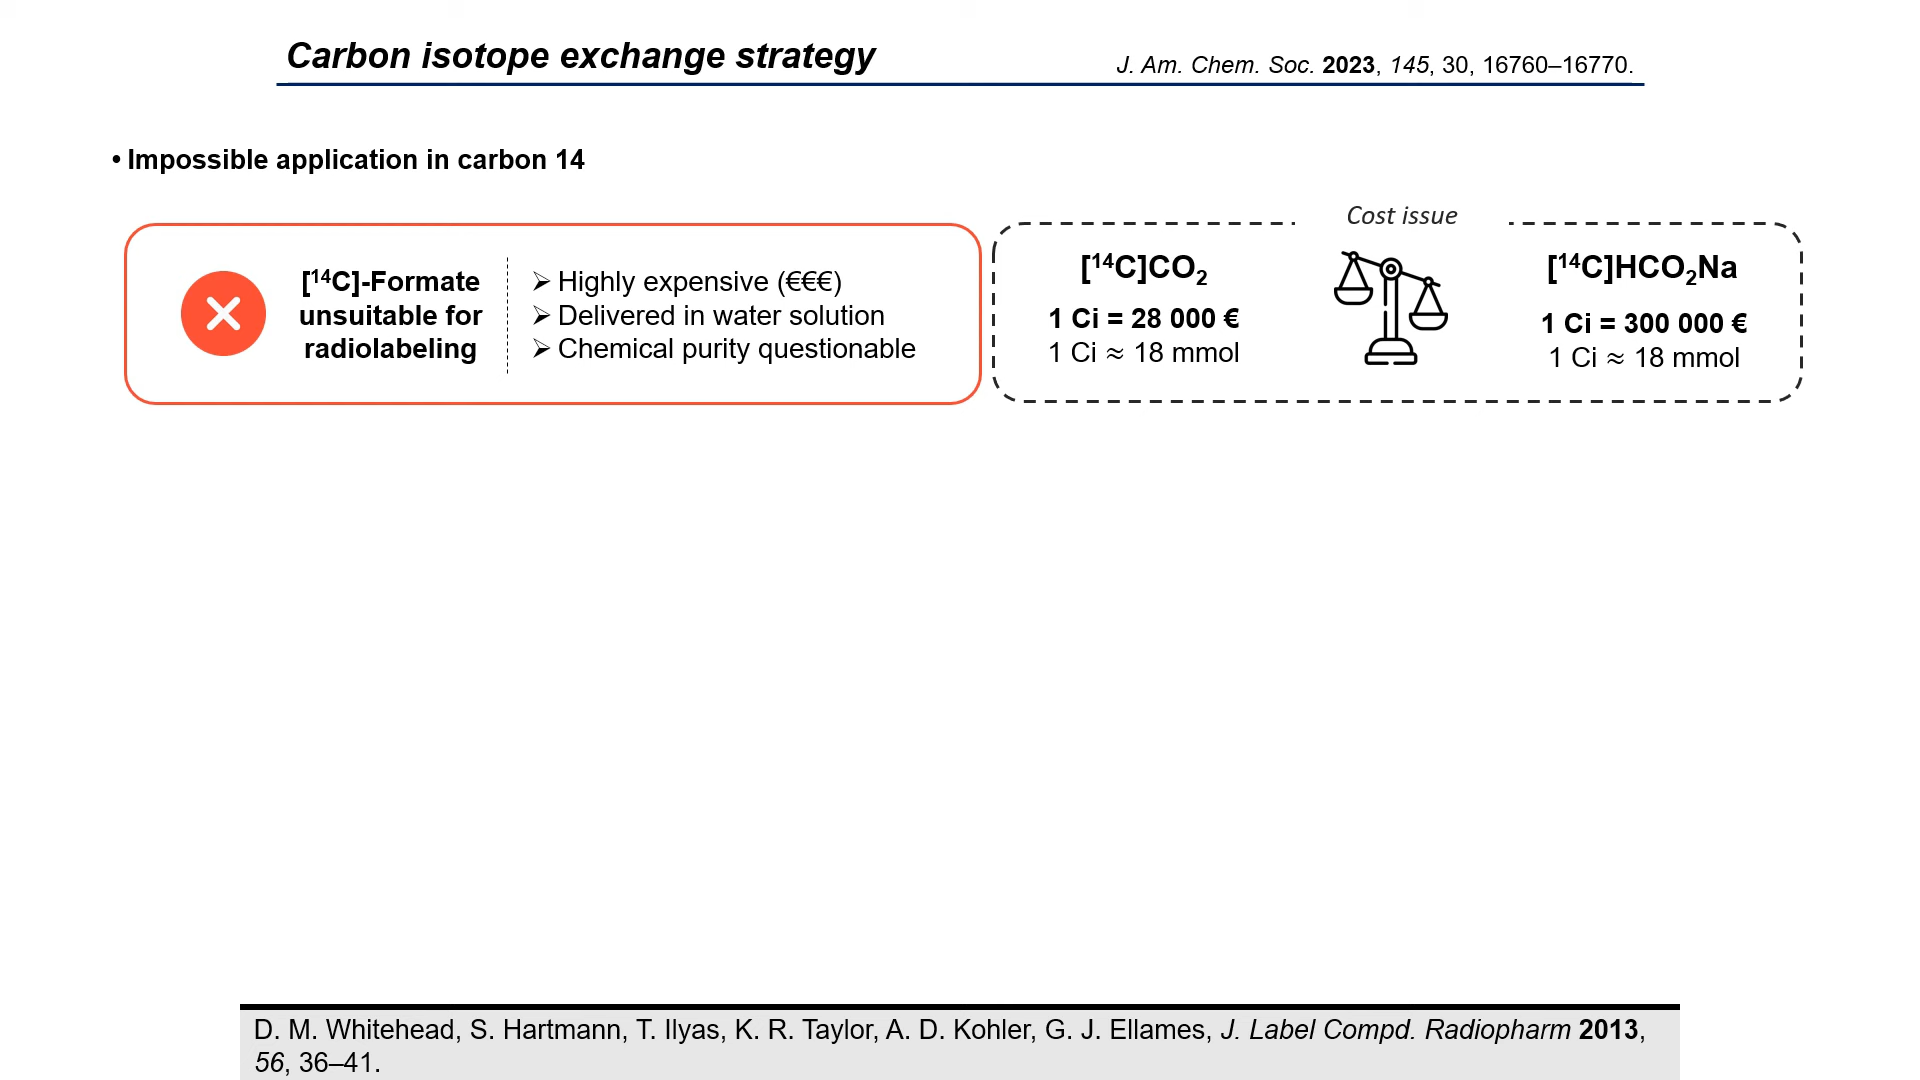 Carbon isotope exchange strategy
J. Am. Chem. Soc. 2023, 145, 30, 16760–16770.
• Impossible application in carbon 14
[¹⁴C]-Formate
unsuitable for
radiolabeling
➢ Highly expensive (€€€)
➢ Delivered in water solution
➢ Chemical purity questionable
Cost issue
[¹⁴C]CO₂
1 Ci = 28 000 €
1 Ci ≈ 18 mmol
[¹⁴C]HCO₂Na
1 Ci = 300 000 €
1 Ci ≈ 18 mmol
D. M. Whitehead, S. Hartmann, T. Ilyas, K. R. Taylor, A. D. Kohler, G. J. Ellames, J. Label Compd. Radiopharm 2013,
56, 36–41.